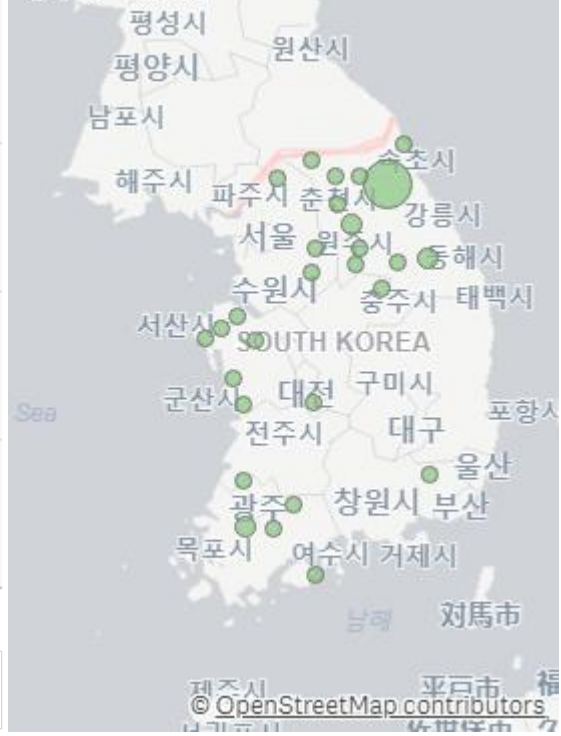 평성시
원산시
평양시
남포시
해주시
파주시
춘천시
속초시
강릉시
서울
원주시
동해시
수원시
충주시
태백시
서산시
SOUTH KOREA
군산시
대전
구미시
Sea
포항시
전주시
대구
울산
광주
창원시
부산
목포시
여수시
거제시
남해
対馬市
제주시
平戸市
福
© OpenStreetMap contributors